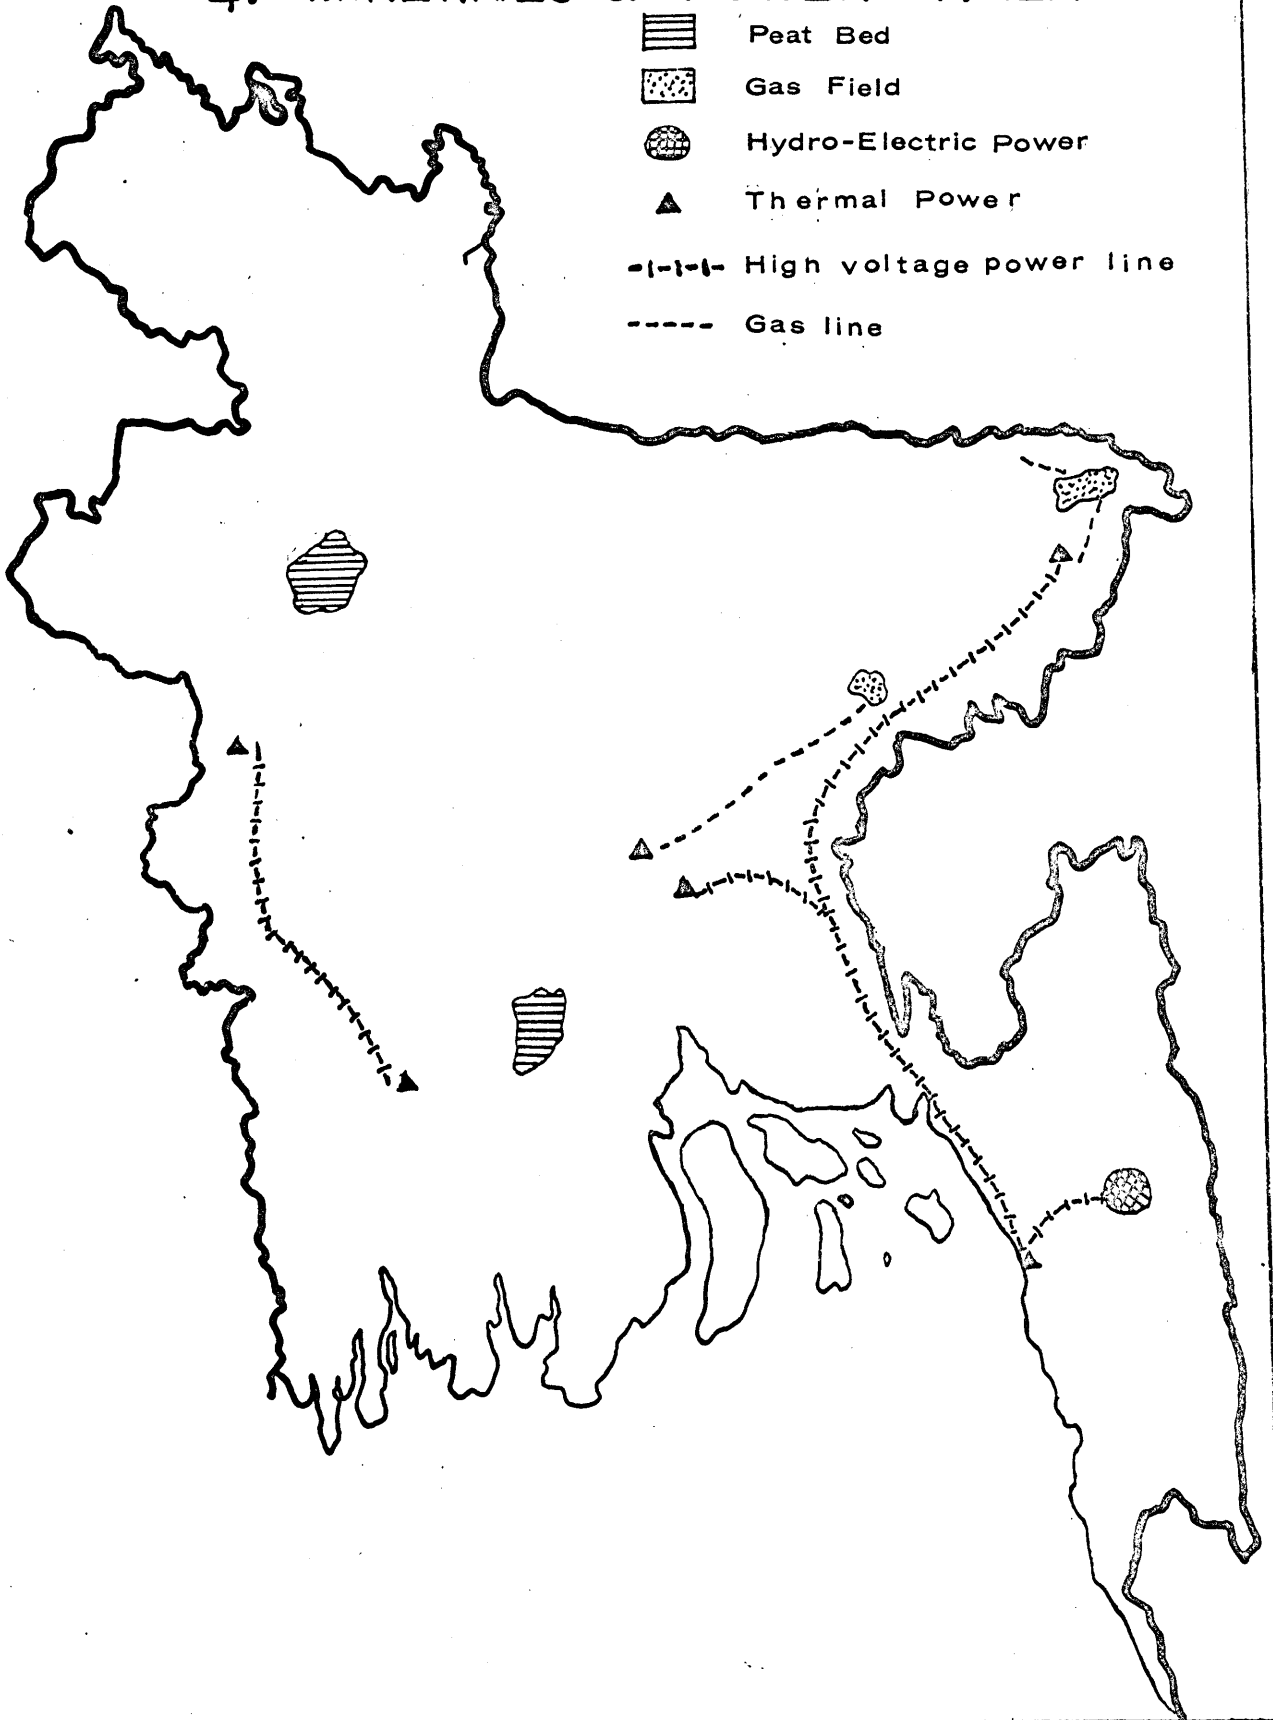 Peat Bed
Gas Field
Hydro-Electric Power
Thermal Power
High voltage power line
Gas line